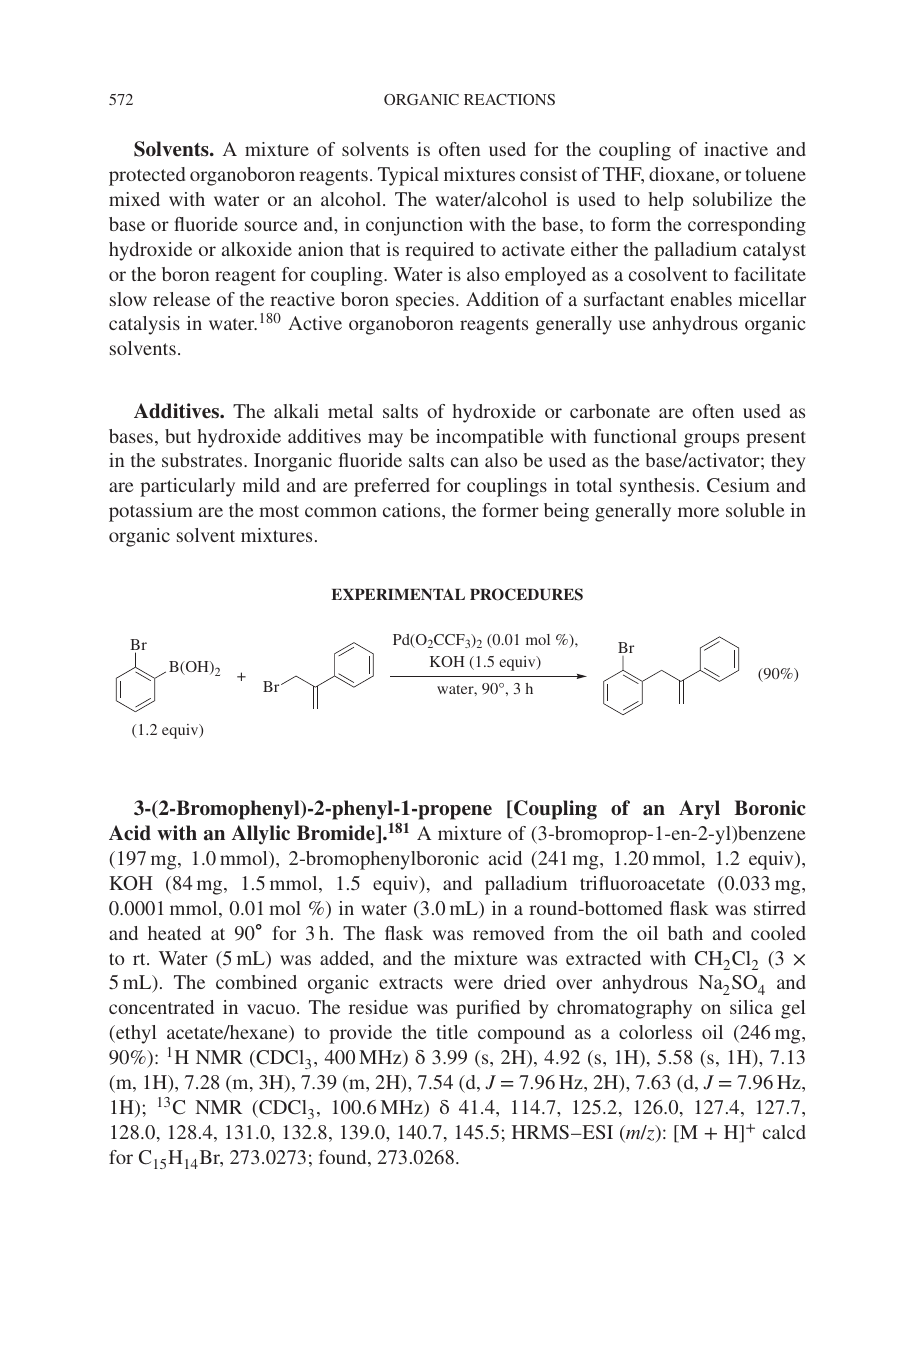 572 ORGANIC REACTIONS
Solvents. A mixture of solvents is often used for the coupling of inactive and
protected organoboron reagents. Typical mixtures consist of THF, dioxane, or toluene
mixed with water or an alcohol. The water/alcohol is used to help solubilize the
base or fluoride source and, in conjunction with the base, to form the corresponding
hydroxide or alkoxide anion that is required to activate either the palladium catalyst
or the boron reagent for coupling. Water is also employed as a cosolvent to facilitate
slow release of the reactive boron species. Addition of a surfactant enables micellar
catalysis in water.¹⁸⁰ Active organoboron reagents generally use anhydrous organic
solvents.
Additives. The alkali metal salts of hydroxide or carbonate are often used as
bases, but hydroxide additives may be incompatible with functional groups present
in the substrates. Inorganic fluoride salts can also be used as the base/activator; they
are particularly mild and are preferred for couplings in total synthesis. Cesium and
potassium are the most common cations, the former being generally more soluble in
organic solvent mixtures.
EXPERIMENTAL PROCEDURES
Br
B(OH)₂
(1.2 equiv)
+
Br
Pd(O₂CCF₃)₂ (0.01 mol %),
KOH (1.5 equiv)
water, 90°, 3 h
Br
(90%)
3-(2-Bromophenyl)-2-phenyl-1-propene [Coupling of an Aryl Boronic
Acid with an Allylic Bromide].¹⁸¹ A mixture of (3-bromoprop-1-en-2-yl)benzene
(197 mg, 1.0 mmol), 2-bromophenylboronic acid (241 mg, 1.20 mmol, 1.2 equiv),
KOH (84 mg, 1.5 mmol, 1.5 equiv), and palladium trifluoroacetate (0.033 mg,
0.0001 mmol, 0.01 mol %) in water (3.0 mL) in a round-bottomed flask was stirred
and heated at 90° for 3 h. The flask was removed from the oil bath and cooled
to rt. Water (5 mL) was added, and the mixture was extracted with CH₂Cl₂ (3 ×
5 mL). The combined organic extracts were dried over anhydrous Na₂SO₄ and
concentrated in vacuo. The residue was purified by chromatography on silica gel
(ethyl acetate/hexane) to provide the title compound as a colorless oil (246 mg,
90%): ¹H NMR (CDCl₃, 400 MHz) δ 3.99 (s, 2H), 4.92 (s, 1H), 5.58 (s, 1H), 7.13
(m, 1H), 7.28 (m, 3H), 7.39 (m, 2H), 7.54 (d, J = 7.96 Hz, 2H), 7.63 (d, J = 7.96 Hz,
1H); ¹³C NMR (CDCl₃, 100.6 MHz) δ 41.4, 114.7, 125.2, 126.0, 127.4, 127.7,
128.0, 128.4, 131.0, 132.8, 139.0, 140.7, 145.5; HRMS–ESI (m/z): [M + H]⁺ calcd
for C₁₅H₁₄Br, 273.0273; found, 273.0268.